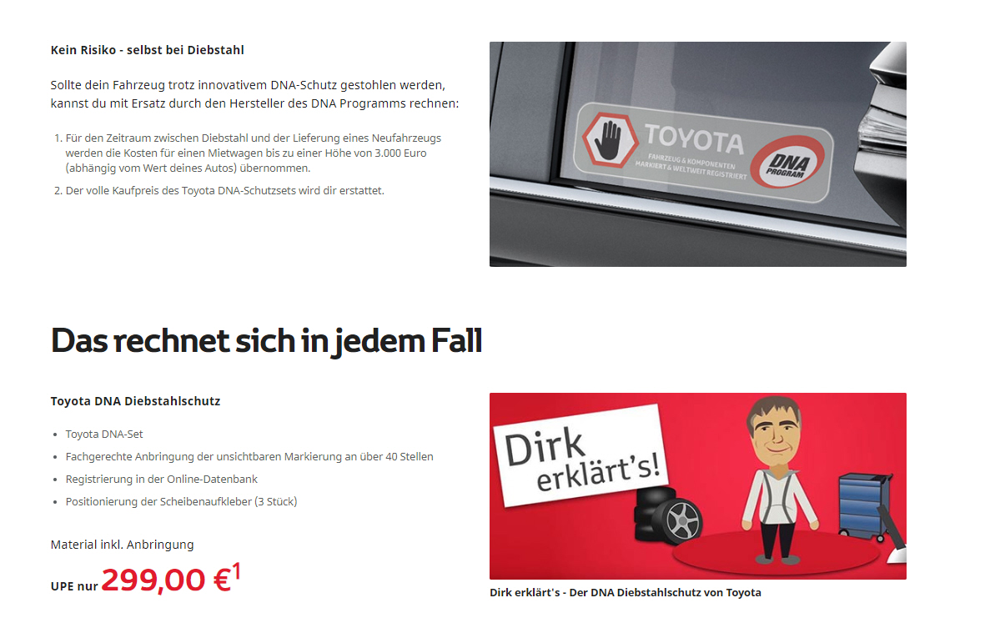 Kein Risiko - selbst bei Diebstahl
Sollte dein Fahrzeug trotz innovativem DNA-Schutz gestohlen werden,
kannst du mit Ersatz durch den Hersteller des DNA Programms rechnen:
1. Für den Zeitraum zwischen Diebstahl und der Lieferung eines Neufahrzeugs
werden die Kosten für einen Mietwagen bis zu einer Höhe von 3.000 Euro
(abhängig vom Wert deines Autos) übernommen.
2. Der volle Kaufpreis des Toyota DNA-Schutzsets wird dir erstattet.
TOYOTA
FAHRZEUG & KOMPONENTEN
MARKIERT & WELTWEIT REGISTRIERT
DNA
PROGRAM
Das rechnet sich in jedem Fall
Toyota DNA Diebstahlschutz
• Toyota DNA-Set
• Fachgerechte Anbringung der unsichtbaren Markierung an über 40 Stellen
• Registrierung in der Online-Datenbank
• Positionierung der Scheibenaufkleber (3 Stück)
Material inkl. Anbringung
UPE nur 299,00 €¹
Dirk
erklärt's!
Dirk erklärt's - Der DNA Diebstahlschutz von Toyota